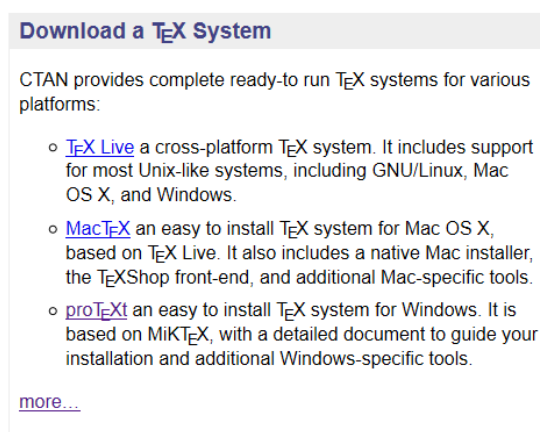 Download a TEX System
CTAN provides complete ready-to run TEX systems for various
platforms:
TEX Live a cross-platform TEX system. It includes support
for most Unix-like systems, including GNU/Linux, Mac
OS X, and Windows.
MacTEX an easy to install TEX system for Mac OS X,
based on TEX Live. It also includes a native Mac installer,
the TEXShop front-end, and additional Mac-specific tools.
proTEXt an easy to install TEX system for Windows. It is
based on MiKTEX, with a detailed document to guide your
installation and additional Windows-specific tools.
more...